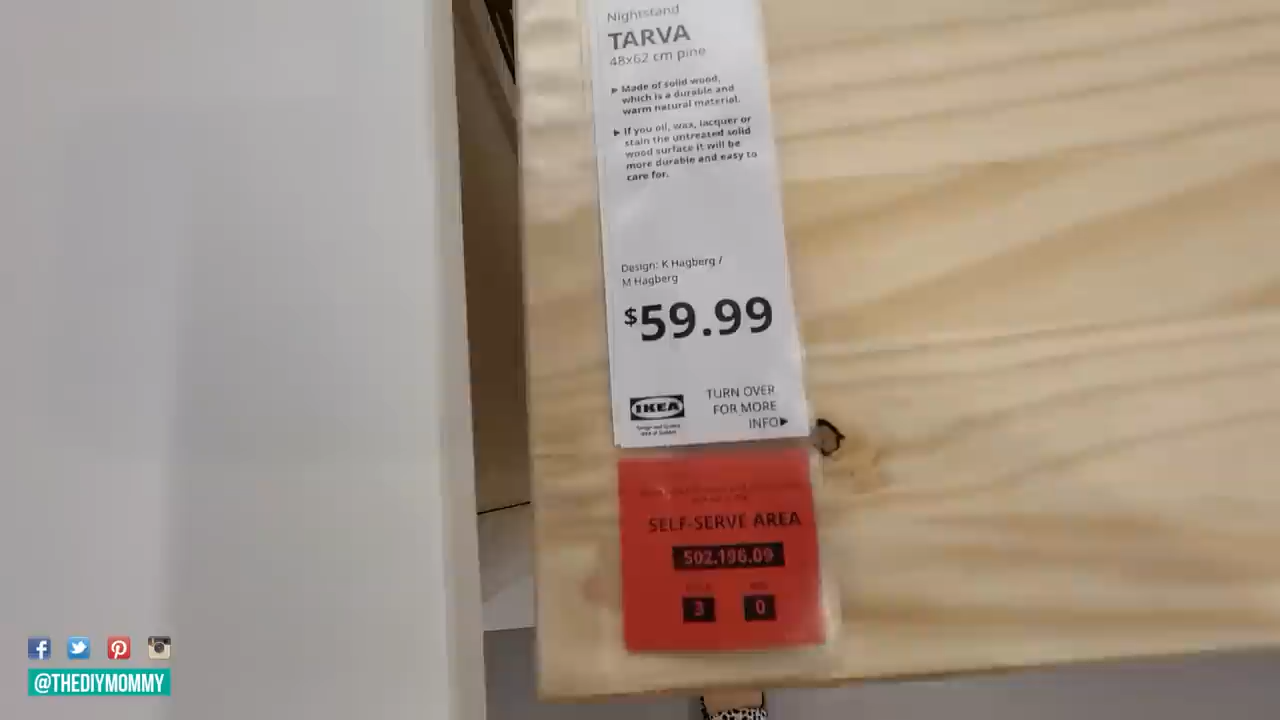 Nightstand
TARVA
48x62 cm pine
▸ Made of solid wood,
which is a durable and
warm natural material.
▸ If you oil, wax, lacquer or
stain the untreated solid
wood surface it will be
more durable and easy to
care for.
Design: K Hagberg /
M Hagberg
$59.99
IKEA
TURN OVER
FOR MORE
INFO▸
SELF-SERVE AREA
502.196.09
3 0
@THEDIYMOMMY